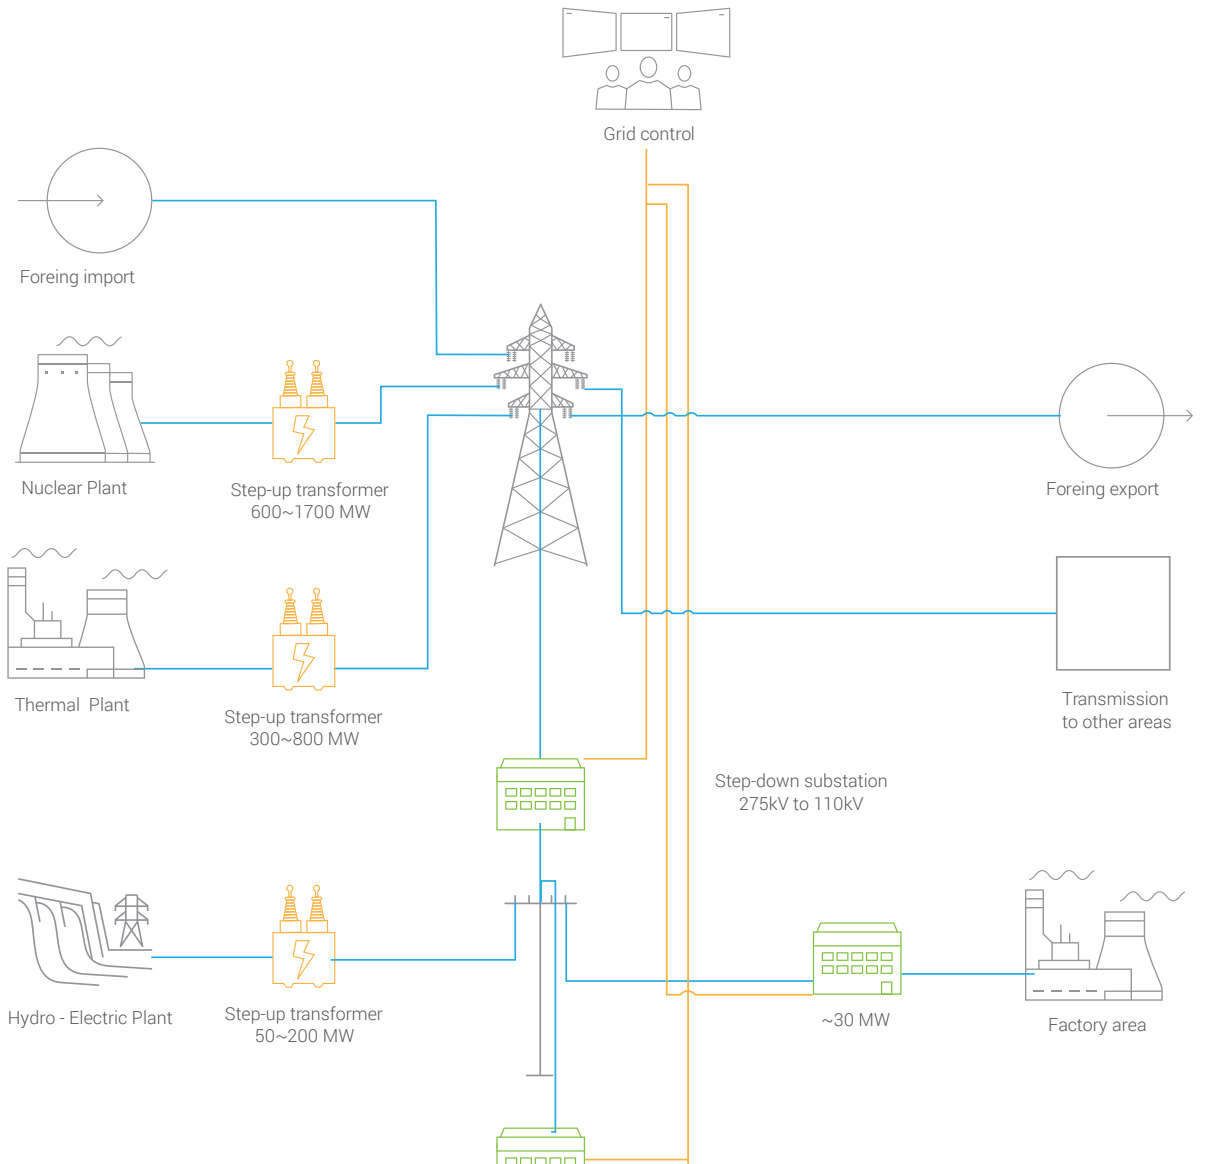 Grid control
Foreing import
Nuclear Plant
Step-up transformer
600~1700 MW
Foreing export
Thermal Plant
Step-up transformer
300~800 MW
Transmission
to other areas
Step-down substation
275kV to 110kV
Hydro - Electric Plant
Step-up transformer
50~200 MW
~30 MW
Factory area